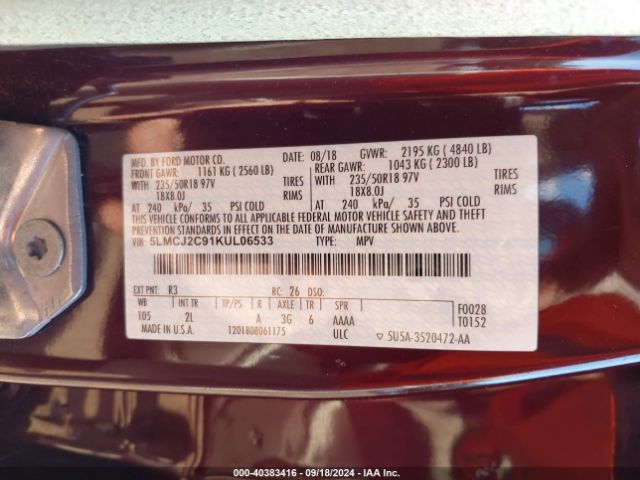 MFD. BY FORD MOTOR CO. DATE: 08/18 GVWR: 2195 KG ( 4840 LB)
FRONT GAWR: 1161 KG ( 2560 LB) REAR GAWR: 1043 KG ( 2300 LB)
WITH 235/50R18 97V TIRES WITH 235/50R18 97V TIRES
18X8.0J RIMS 18X8.0J RIMS
AT 240 kPa/ 35 PSI COLD AT 240 kPa/ 35 PSI COLD
THIS VEHICLE CONFORMS TO ALL APPLICABLE FEDERAL MOTOR VEHICLE SAFETY AND THEFT
PREVENTION STANDARDS IN EFFECT ON THE DATE OF MANUFACTURE SHOWN ABOVE.
VIN: 5LMCJ2C91KUL06533 TYPE: MPV
EXT PNT: R3 RC: 26 DSO:
WB INT TR TP/PS R AXLE TR SPR F0028
105 2L A 3G 6 AAAA T0152
MADE IN U.S.A. 1201808061175 ULC ▽ 5U5A-3520472-AA
000-40383416 - 09/18/2024 - IAA Inc.